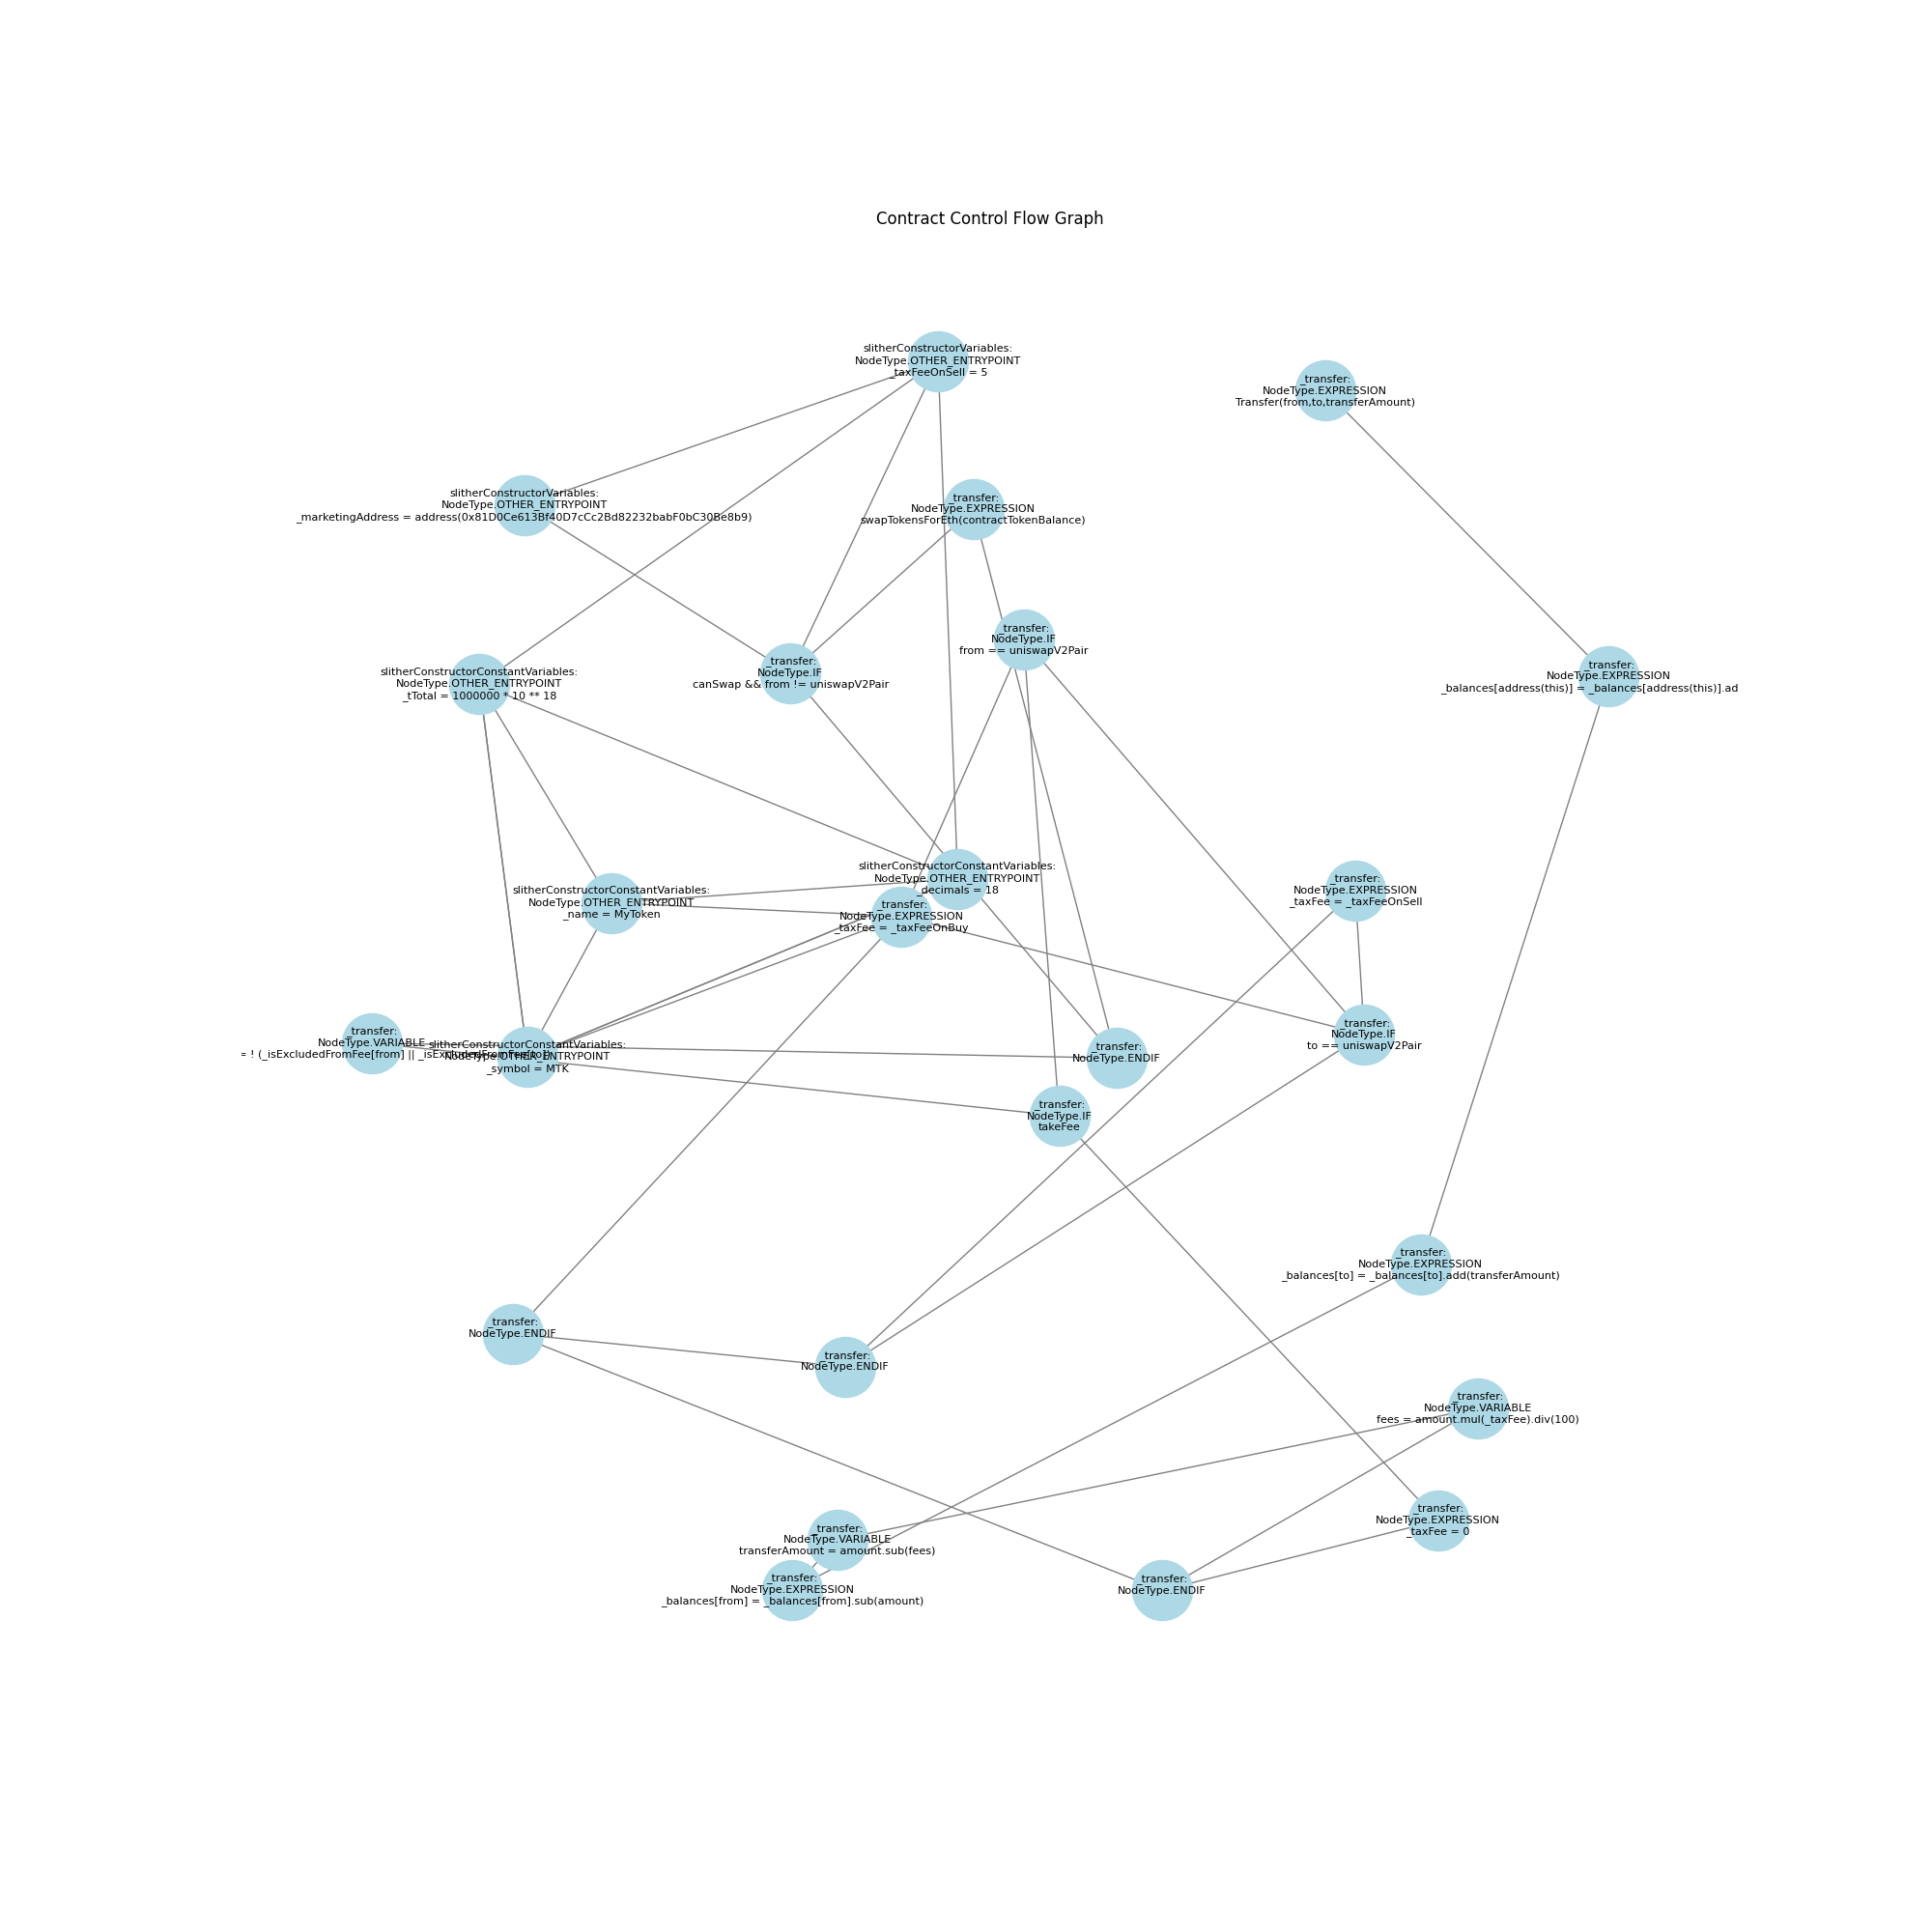 Contract Control Flow Graph
slitherConstructorVariables:
NodeType.OTHER_ENTRYPOINT
_taxFeeOnSell = 5
_transfer:
NodeType.EXPRESSION
Transfer(from,to,transferAmount)
slitherConstructorVariables:
NodeType.OTHER_ENTRYPOINT
_marketingAddress = address(0x81D0Ce613Bf40D7cCc2Bd82232babF0bC30Be8b9)
_transfer:
NodeType.EXPRESSION
swapTokensForEth(contractTokenBalance)
_transfer:
NodeType.IF
from == uniswapV2Pair
_transfer:
NodeType.IF
canSwap && from != uniswapV2Pair
slitherConstructorConstantVariables:
NodeType.OTHER_ENTRYPOINT
_tTotal = 1000000 * 10 ** 18
_transfer:
NodeType.EXPRESSION
_balances[address(this)] = _balances[address(this)].ad
slitherConstructorConstantVariables:
NodeType.OTHER_ENTRYPOINT
_decimals = 18
slitherConstructorConstantVariables:
NodeType.OTHER_ENTRYPOINT
_name = MyToken
_transfer:
NodeType.EXPRESSION
_taxFee = _taxFeeOnBuy
_transfer:
NodeType.EXPRESSION
_taxFee = _taxFeeOnSell
_transfer:
NodeType.IF
to == uniswapV2Pair
_transfer:
NodeType.VARIABLE
= ! (_isExcludedFromFee[from] || _isExcludedFromFee[to])
slitherConstructorConstantVariables:
NodeType.OTHER_ENTRYPOINT
_symbol = MTK
_transfer:
NodeType.ENDIF
_transfer:
NodeType.IF
takeFee
_transfer:
NodeType.EXPRESSION
_balances[to] = _balances[to].add(transferAmount)
_transfer:
NodeType.ENDIF
_transfer:
NodeType.ENDIF
_transfer:
NodeType.VARIABLE
fees = amount.mul(_taxFee).div(100)
_transfer:
NodeType.EXPRESSION
_taxFee = 0
_transfer:
NodeType.VARIABLE
transferAmount = amount.sub(fees)
_transfer:
NodeType.EXPRESSION
_balances[from] = _balances[from].sub(amount)
_transfer:
NodeType.ENDIF